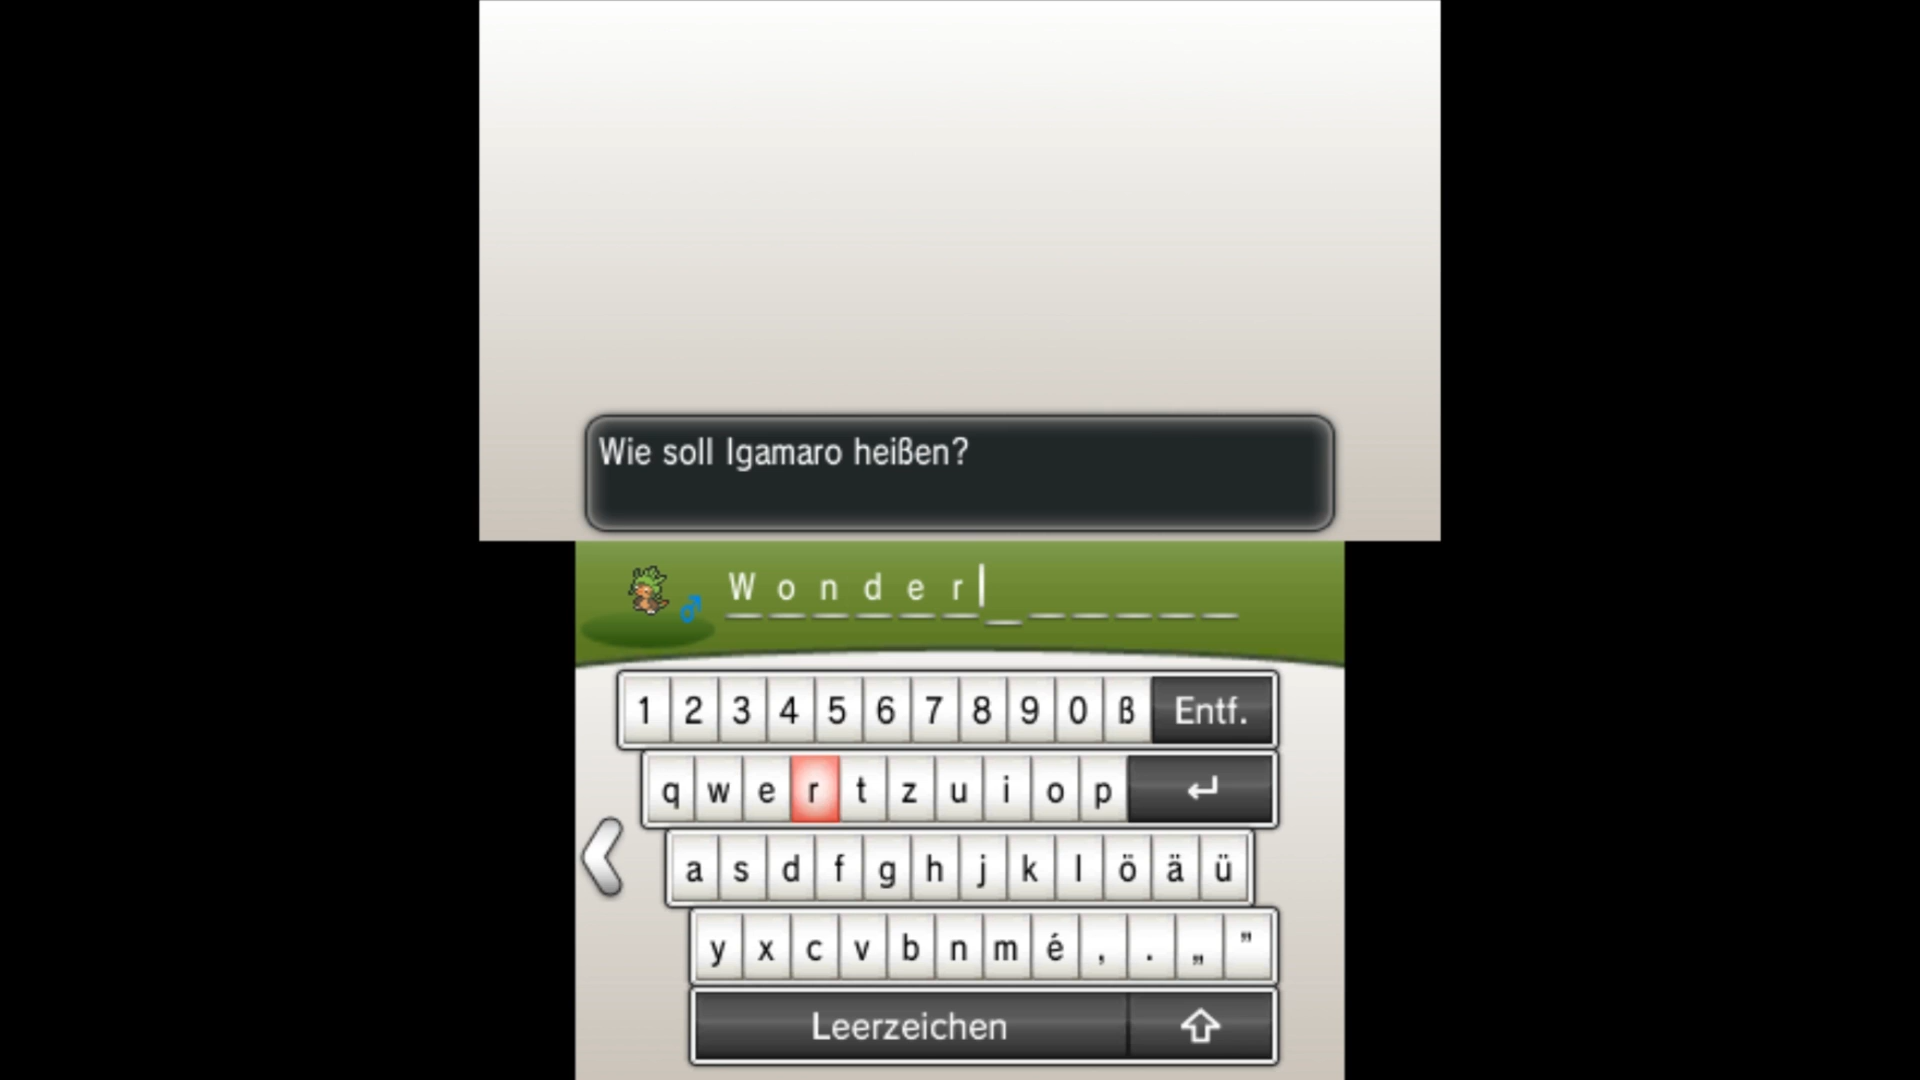 Wie soll Igamaro heißen?
Wonder
1 2 3 4 5 6 7 8 9 0 ß Entf.
q w e r t z u i o p
a s d f g h j k l ö ä ü
y x c v b n m é , . „ ”
Leerzeichen